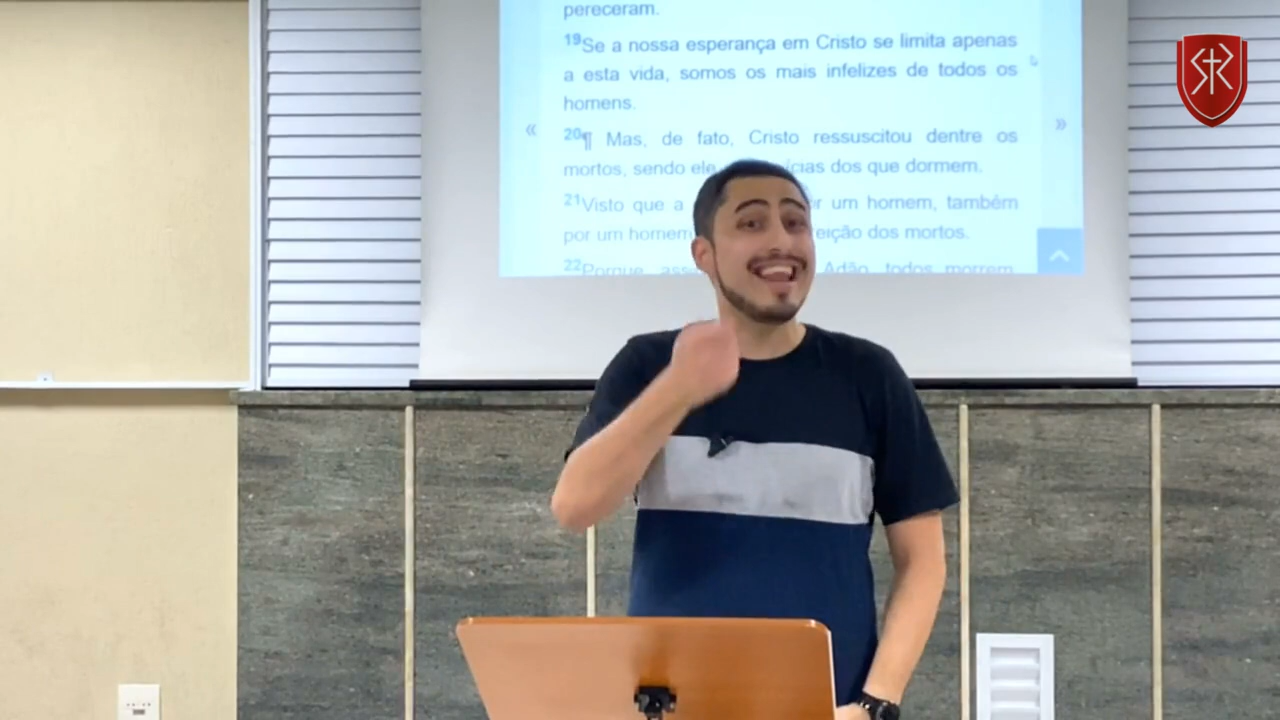 pereceram.
19Se a nossa esperança em Cristo se limita apenas
a esta vida, somos os mais infelizes de todos os
homens.
« »
20¶ Mas, de fato, Cristo ressuscitou dentre os
mortos, sendo ele dos que dormem.
21Visto que a um homem, também
por um homem dos mortos.
22Porque Adão, todos morrem,